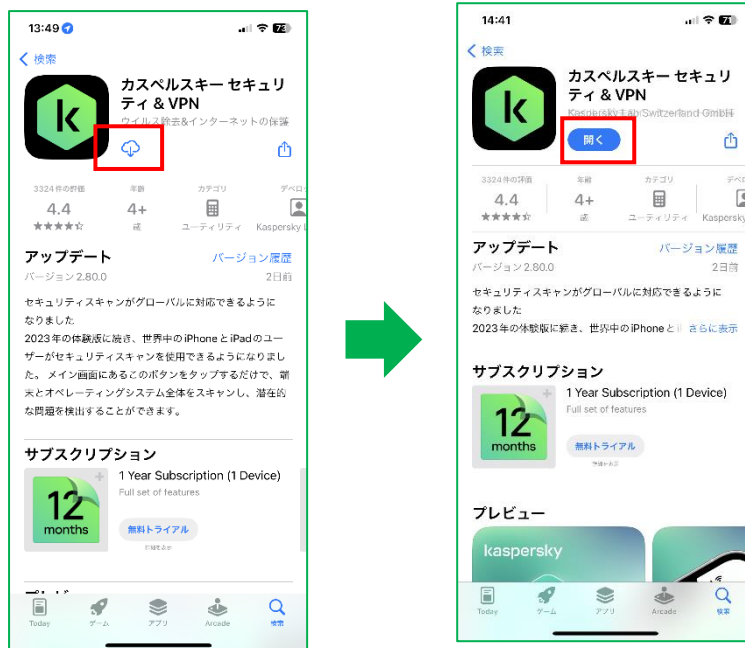 13:49
73
検索
カスペルスキー セキュリ
ティ & VPN
ウイルス除去&インターネットの保護
3324件の評価
年齢
カテゴリ
4.4
4+
歳
ユーティリティ
Kaspersky L
アップデート
バージョン履歴
バージョン 2.80.0
2日前
セキュリティスキャンがグローバルに対応できるように
なりました
2023年の体験版に続き、世界中のiPhoneとiPadのユー
ザーがセキュリティスキャンを使用できるようになりまし
た。 メイン画面にあるこのボタンをタップするだけで、端
末とオペレーティングシステム全体をスキャンし、潜在的
な問題を検出することができます。
サブスクリプション
12
months
1 Year Subscription (1 Device)
Full set of features
無料トライアル
Today
ゲーム
アプリ
Arcade
検索
14:41
検索
カスペルスキー セキュリ
ティ & VPN
Kaspersky Lab Switzerland GmbH
開く
3324件の評価
年齢
カテゴリ
4.4
4+
歳
ユーティリティ
Kaspersky
アップデート
バージョン履歴
バージョン 2.80.0
2日前
セキュリティスキャンがグローバルに対応できるように
なりました
2023年の体験版に続き、世界中のiPhoneと さらに表示
サブスクリプション
12
months
1 Year Subscription (1 Device)
Full set of features
無料トライアル
プレビュー
kaspersky
Today
ゲーム
アプリ
Arcade
検索